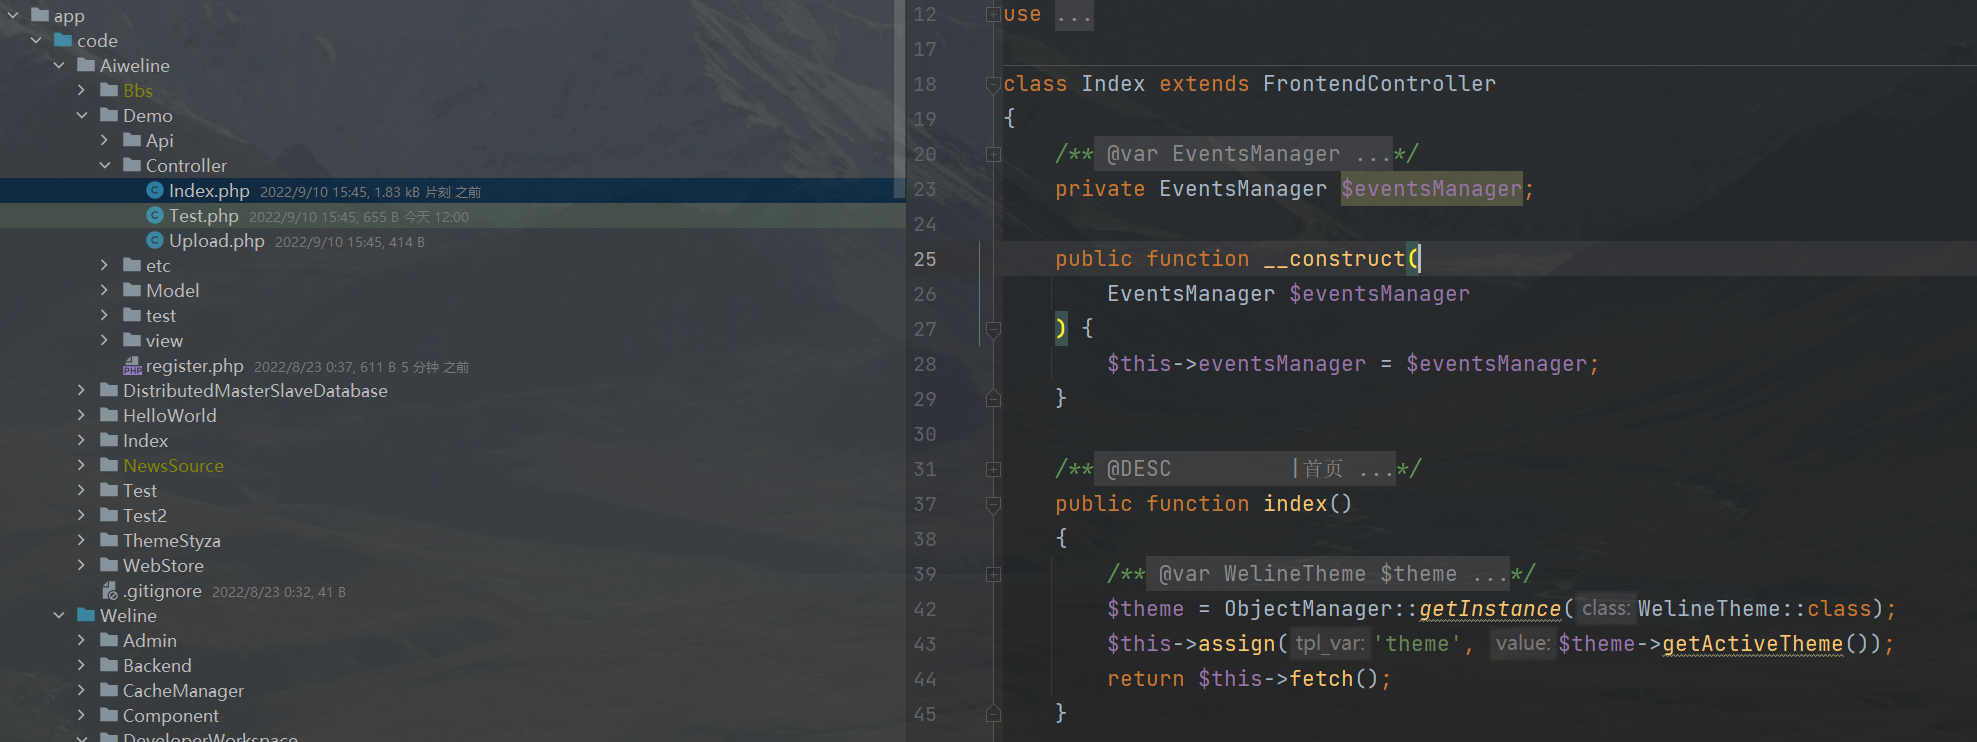 app
code
Aiweline
Bbs
Demo
Api
Controller
Index.php 2022/9/10 15:45, 1.83 kB 片刻 之前
Test.php 2022/9/10 15:45, 655 B 今天 12:00
Upload.php 2022/9/10 15:45, 414 B
etc
Model
test
view
register.php 2022/8/23 0:37, 611 B 5 分钟 之前
DistributedMasterSlaveDatabase
HelloWorld
Index
NewsSource
Test
Test2
ThemeStyza
WebStore
.gitignore 2022/8/23 0:32, 41 B
Weline
Admin
Backend
CacheManager
Component
DeveloperWorkspace
12 use ...
17
18 class Index extends FrontendController
19 {
20 /** @var EventsManager ...*/
23 private EventsManager $eventsManager;
24
25 public function __construct(
26 EventsManager $eventsManager
27 ) {
28 $this->eventsManager = $eventsManager;
29 }
30
31 /** @DESC |首页 ...*/
37 public function index()
38 {
39 /** @var WelineTheme $theme ...*/
42 $theme = ObjectManager::getInstance( class: WelineTheme::class);
43 $this->assign( tpl_var: 'theme', value: $theme->getActiveTheme());
44 return $this->fetch();
45 }